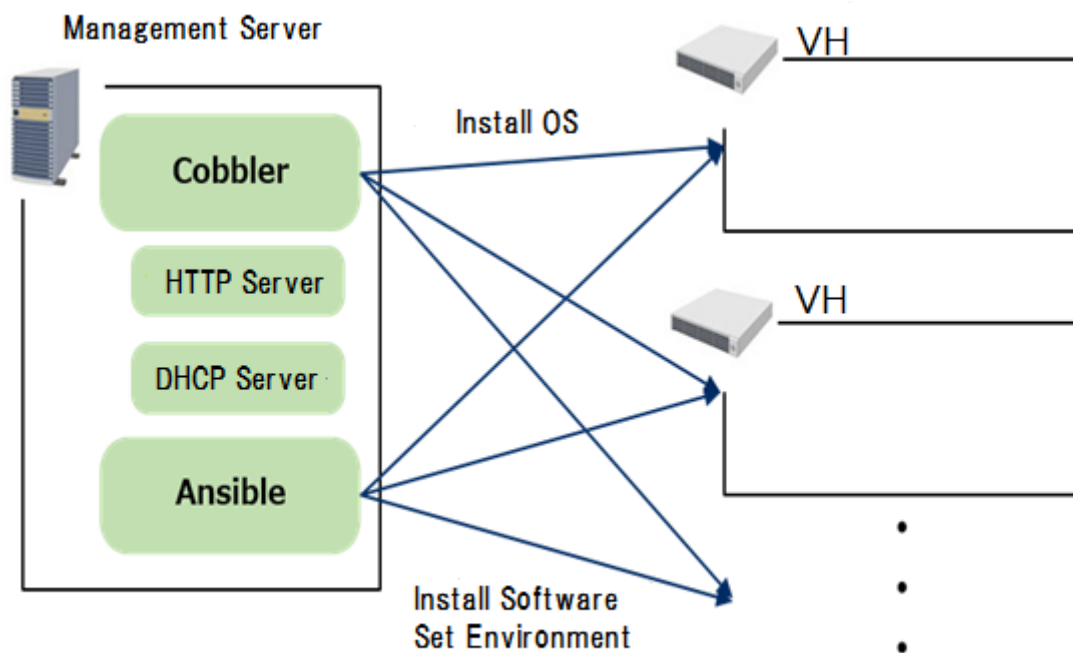 Management Server
VH
Install OS
Cobbler
HTTP Server
VH
DHCP Server
Ansible
Install Software
Set Environment